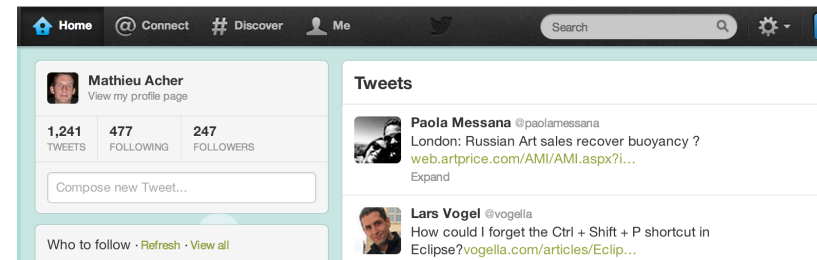 Home @ Connect # Discover Me Search
Mathieu Acher
View my profile page
1,241 477 247
TWEETS FOLLOWING FOLLOWERS
Compose new Tweet...
Who to follow · Refresh · View all
Tweets
Paola Messana @paolamessana
London: Russian Art sales recover buoyancy ?
web.artprice.com/AMI/AMI.aspx?i...
Expand
Lars Vogel @vogella
How could I forget the Ctrl + Shift + P shortcut in
Eclipse?vogella.com/articles/Eclip...